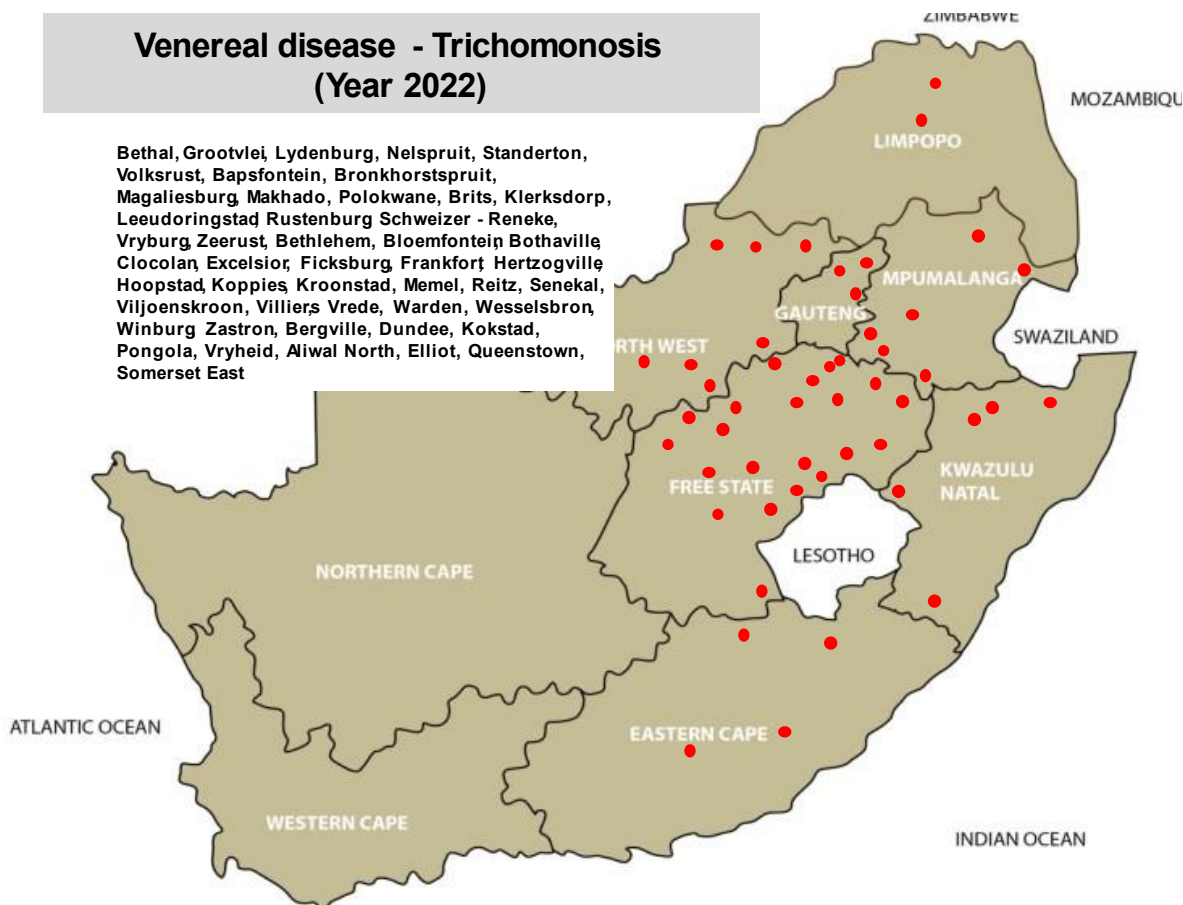 Venereal disease - Trichomonosis
(Year 2022)
Bethal, Grootvlei, Lydenburg, Nelspruit, Standerton,
Volksrust, Bapsfontein, Bronkhorstspruit,
Magaliesburg, Makhado, Polokwane, Brits, Klerksdorp,
Leeudoringstad, Rustenburg Schweizer - Reneke,
Vryburg, Zeerust, Bethlehem, Bloemfontein, Bothaville,
Clocolan, Excelsior, Ficksburg, Frankfort, Hertzogville,
Hoopstad, Koppies, Kroonstad, Memel, Reitz, Senekal,
Viljoenskroon, Villiers, Vrede, Warden, Wesselsbron,
Winburg Zastron, Bergville, Dundee, Kokstad,
Pongola, Vryheid, Aliwal North, Elliot, Queenstown,
Somerset East
ZIMBABWE
MOZAMBIQU
LIMPOPO
MPUMALANGA
GAUTENG
SWAZILAND
RTH WEST
KWAZULU
NATAL
FREE STATE
LESOTHO
NORTHERN CAPE
ATLANTIC OCEAN
EASTERN CAPE
WESTERN CAPE
INDIAN OCEAN